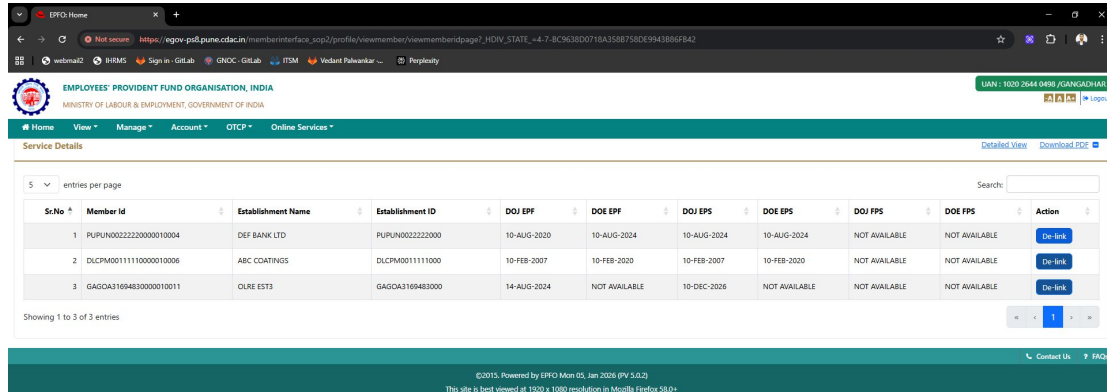 EPFO: Home
Not secure https://egov-ps8.pune.cdac.in/memberinterface_sop2/profile/viewmember/viewmemberidpage?_HDIV_STATE_=4-7-BC9638D0718A358B758DE9943B86FB42
webmail2 IHRMS Sign in · GitLab GNOC · GitLab ITSM Vedant Palwankar -... Perplexity
EMPLOYEES' PROVIDENT FUND ORGANISATION, INDIA
MINISTRY OF LABOUR & EMPLOYMENT, GOVERNMENT OF INDIA
UAN : 1020 2644 0498 /GANGADHAR
-A A A+ Logou
Home View Manage Account OTCP Online Services
Service Details Detailed View Download PDF
5 entries per page Search:
Sr.No Member Id Establishment Name Establishment ID DOJ EPF DOE EPF DOJ EPS DOE EPS DOJ FPS DOE FPS Action
1 PUPUN00222220000010004 DEF BANK LTD PUPUN0022222000 10-AUG-2020 10-AUG-2024 10-AUG-2024 10-AUG-2024 NOT AVAILABLE NOT AVAILABLE De-link
2 DLCPM00111110000010006 ABC COATINGS DLCPM0011111000 10-FEB-2007 10-FEB-2020 10-FEB-2007 10-FEB-2020 NOT AVAILABLE NOT AVAILABLE De-link
3 GAGOA31694830000010011 OLRE EST3 GAGOA3169483000 14-AUG-2024 NOT AVAILABLE 10-DEC-2026 NOT AVAILABLE NOT AVAILABLE NOT AVAILABLE De-link
Showing 1 to 3 of 3 entries « ‹ 1 › »
Contact Us ? FAQs
©2015. Powered by EPFO Mon 05, Jan 2026 (PV 5.0.2)
This site is best viewed at 1920 x 1080 resolution in Mozilla Firefox 58.0+